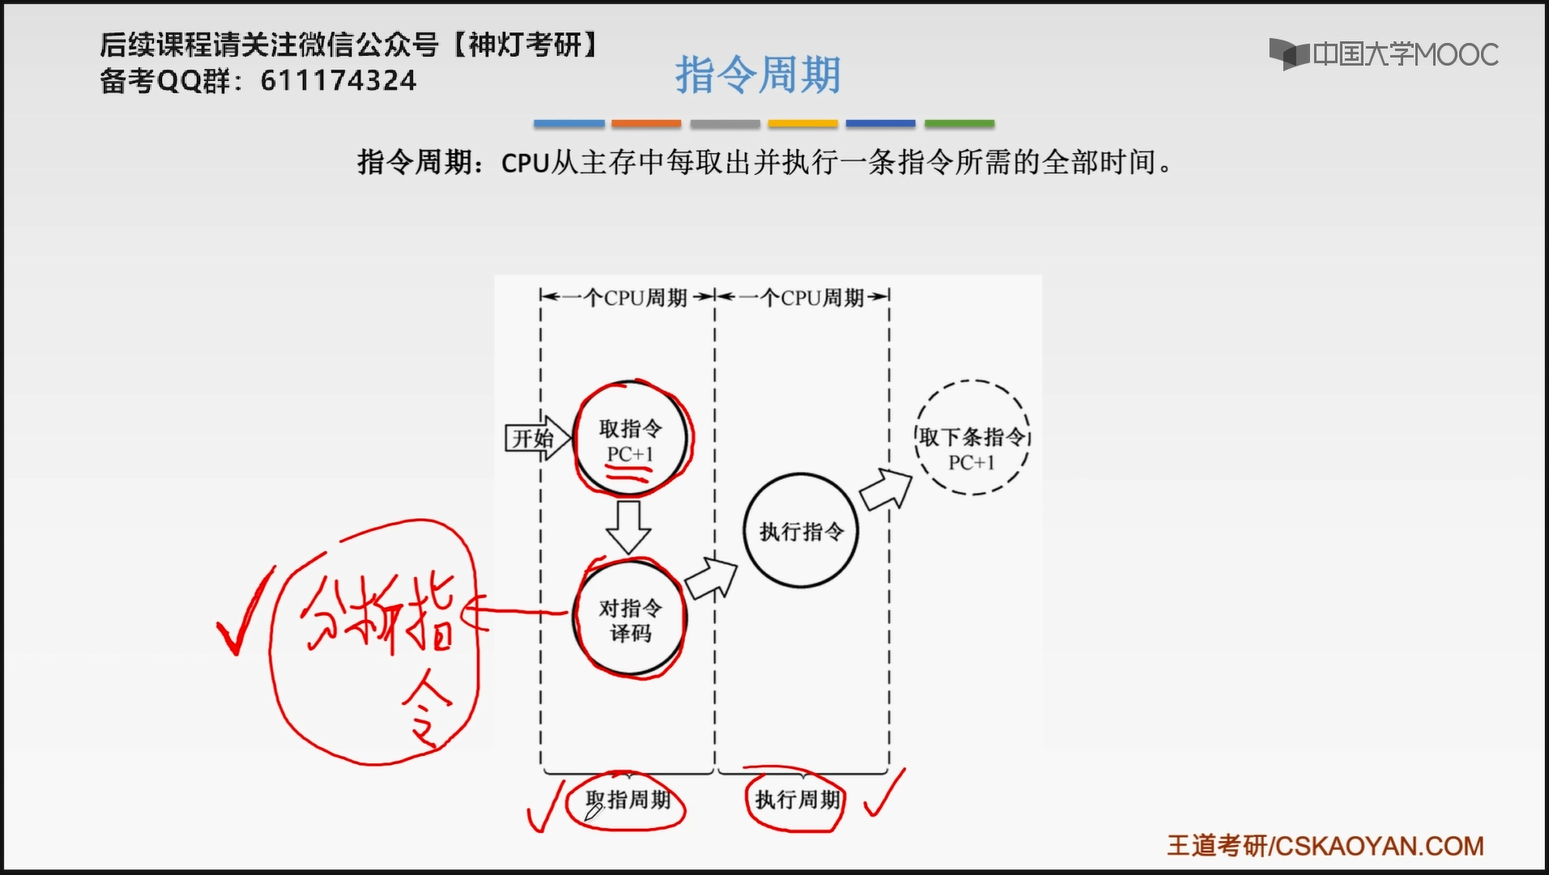 后续课程请关注微信公众号【神灯考研】
备考QQ群：611174324
中国大学MOOC
指令周期
指令周期：CPU从主存中每取出并执行一条指令所需的全部时间。
一个CPU周期
一个CPU周期
开始
取指令
PC+1
取下条指令
PC+1
执行指令
对指令
译码
分析指
令
取指周期
执行周期
王道考研/CSKAOYAN.COM